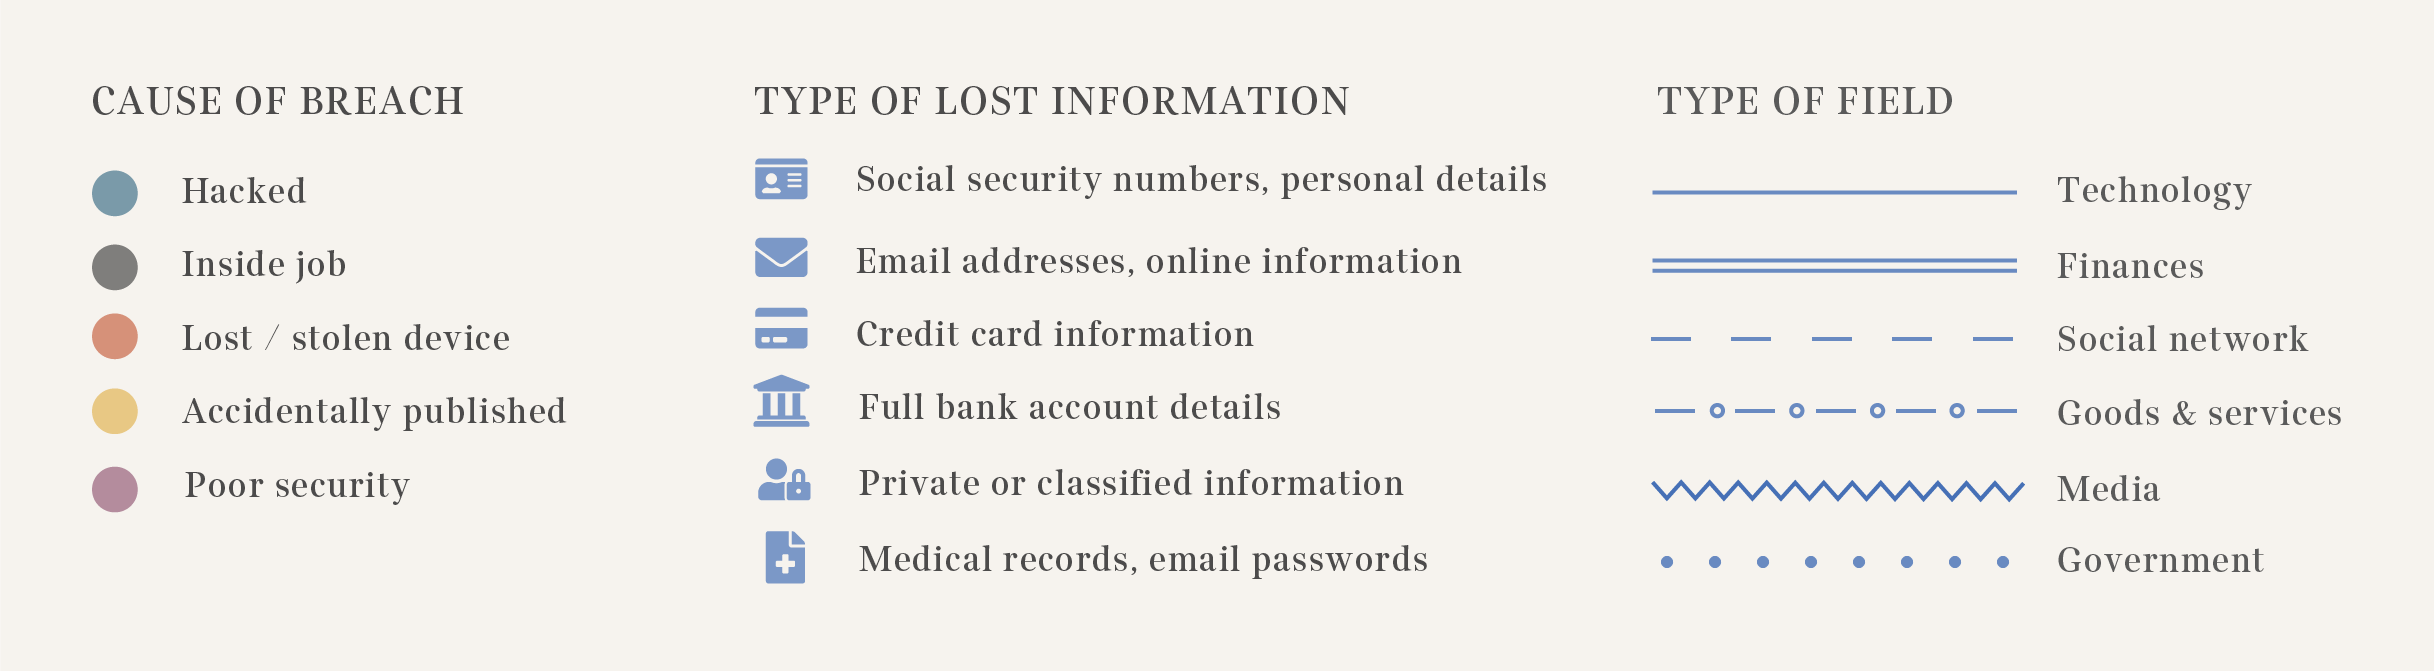 CAUSE OF BREACH
Hacked
Inside job
Lost / stolen device
Accidentally published
Poor security
TYPE OF LOST INFORMATION
Social security numbers, personal details
Email addresses, online information
Credit card information
Full bank account details
Private or classified information
Medical records, email passwords
TYPE OF FIELD
Technology
Finances
Social network
Goods & services
Media
Government